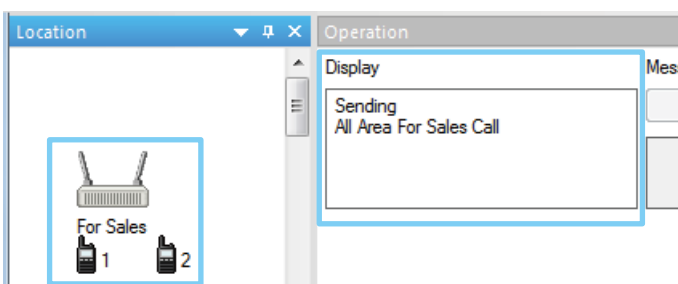 Location
Operation
Display
Sending
All Area For Sales Call
For Sales
1
2